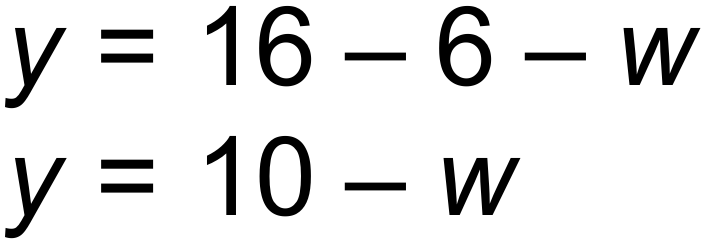 y = 16 – 6 – w
y = 10 – w